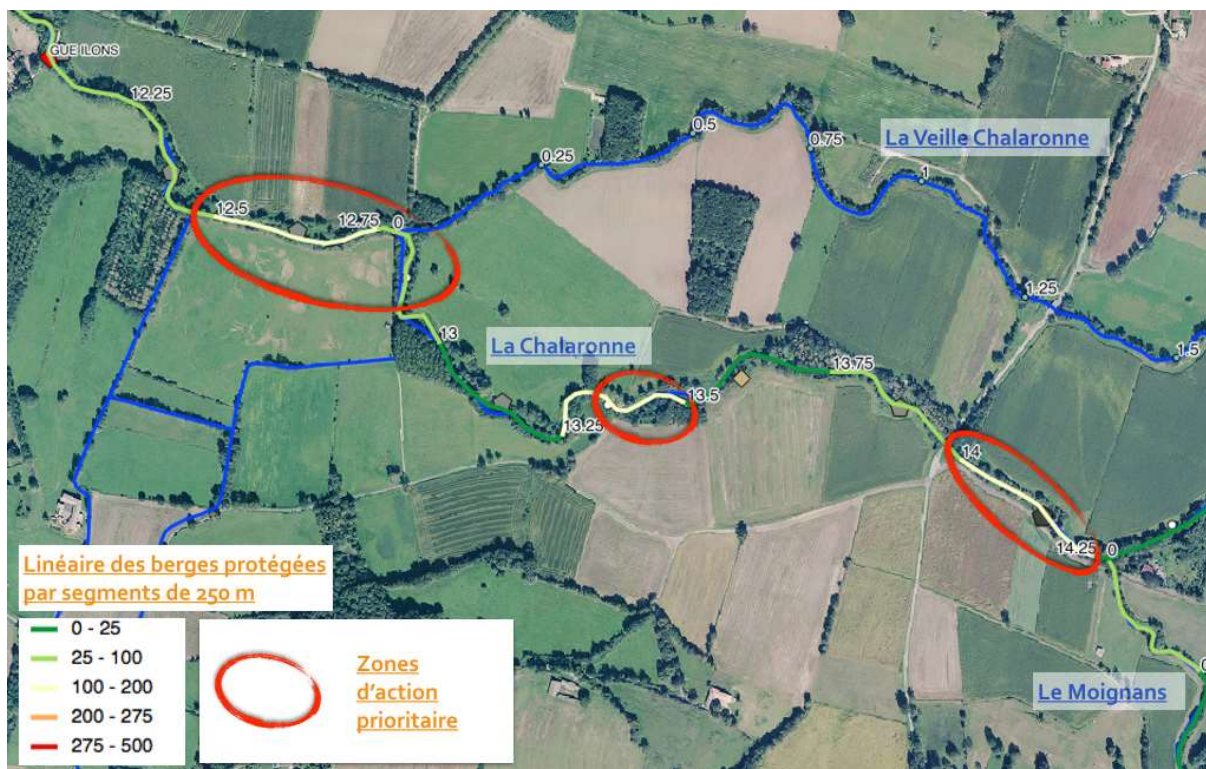 GUE ILONS
12.25
0.5
0.25
0.75
La Veille Chalaronne
1
12.5
12.75
0
1.25
13
La Chalaronne
1.5
13.75
13.5
13.25
14
14.25
0
Linéaire des berges protégées
par segments de 250 m
0 - 25
25 - 100
100 - 200
200 - 275
275 - 500
Zones
d'action
prioritaire
Le Moignans